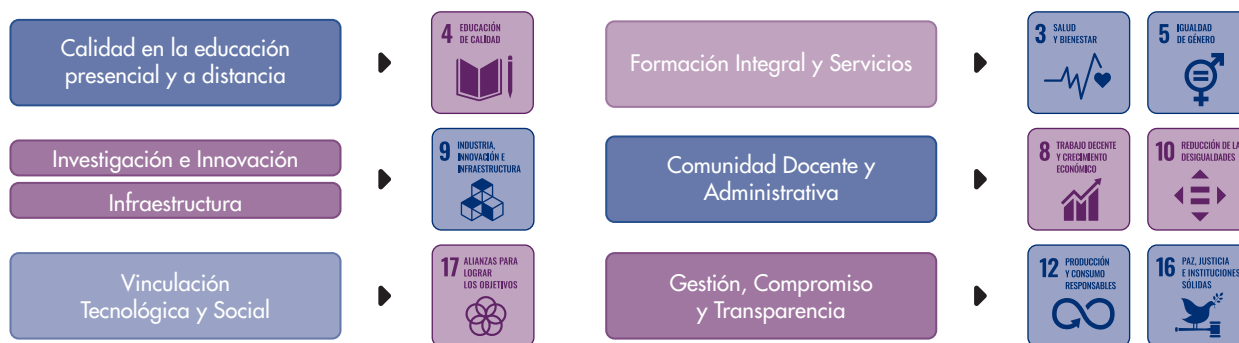 Calidad en la educación
presencial y a distancia
4 EDUCACIÓN
DE CALIDAD
Formación Integral y Servicios
3 SALUD
Y BIENESTAR
5 IGUALDAD
DE GÉNERO
Investigación e Innovación
Infraestructura
9 INDUSTRIA,
INNOVACIÓN E
INFRAESTRUCTURA
Comunidad Docente y
Administrativa
8 TRABAJO DECENTE
Y CRECIMIENTO
ECONÓMICO
10 REDUCCIÓN DE LA
DESIGUALDADES
Vinculación
Tecnológica y Social
17 ALIANZAS PARA
LOGRAR
LOS OBJETIVOS
Gestión, Compromiso
y Transparencia
12 PRODUCCIÓN
Y CONSUMO
RESPONSABLES
16 PAZ, JUSTICIA
E INSTITUCIONES
SÓLIDAS